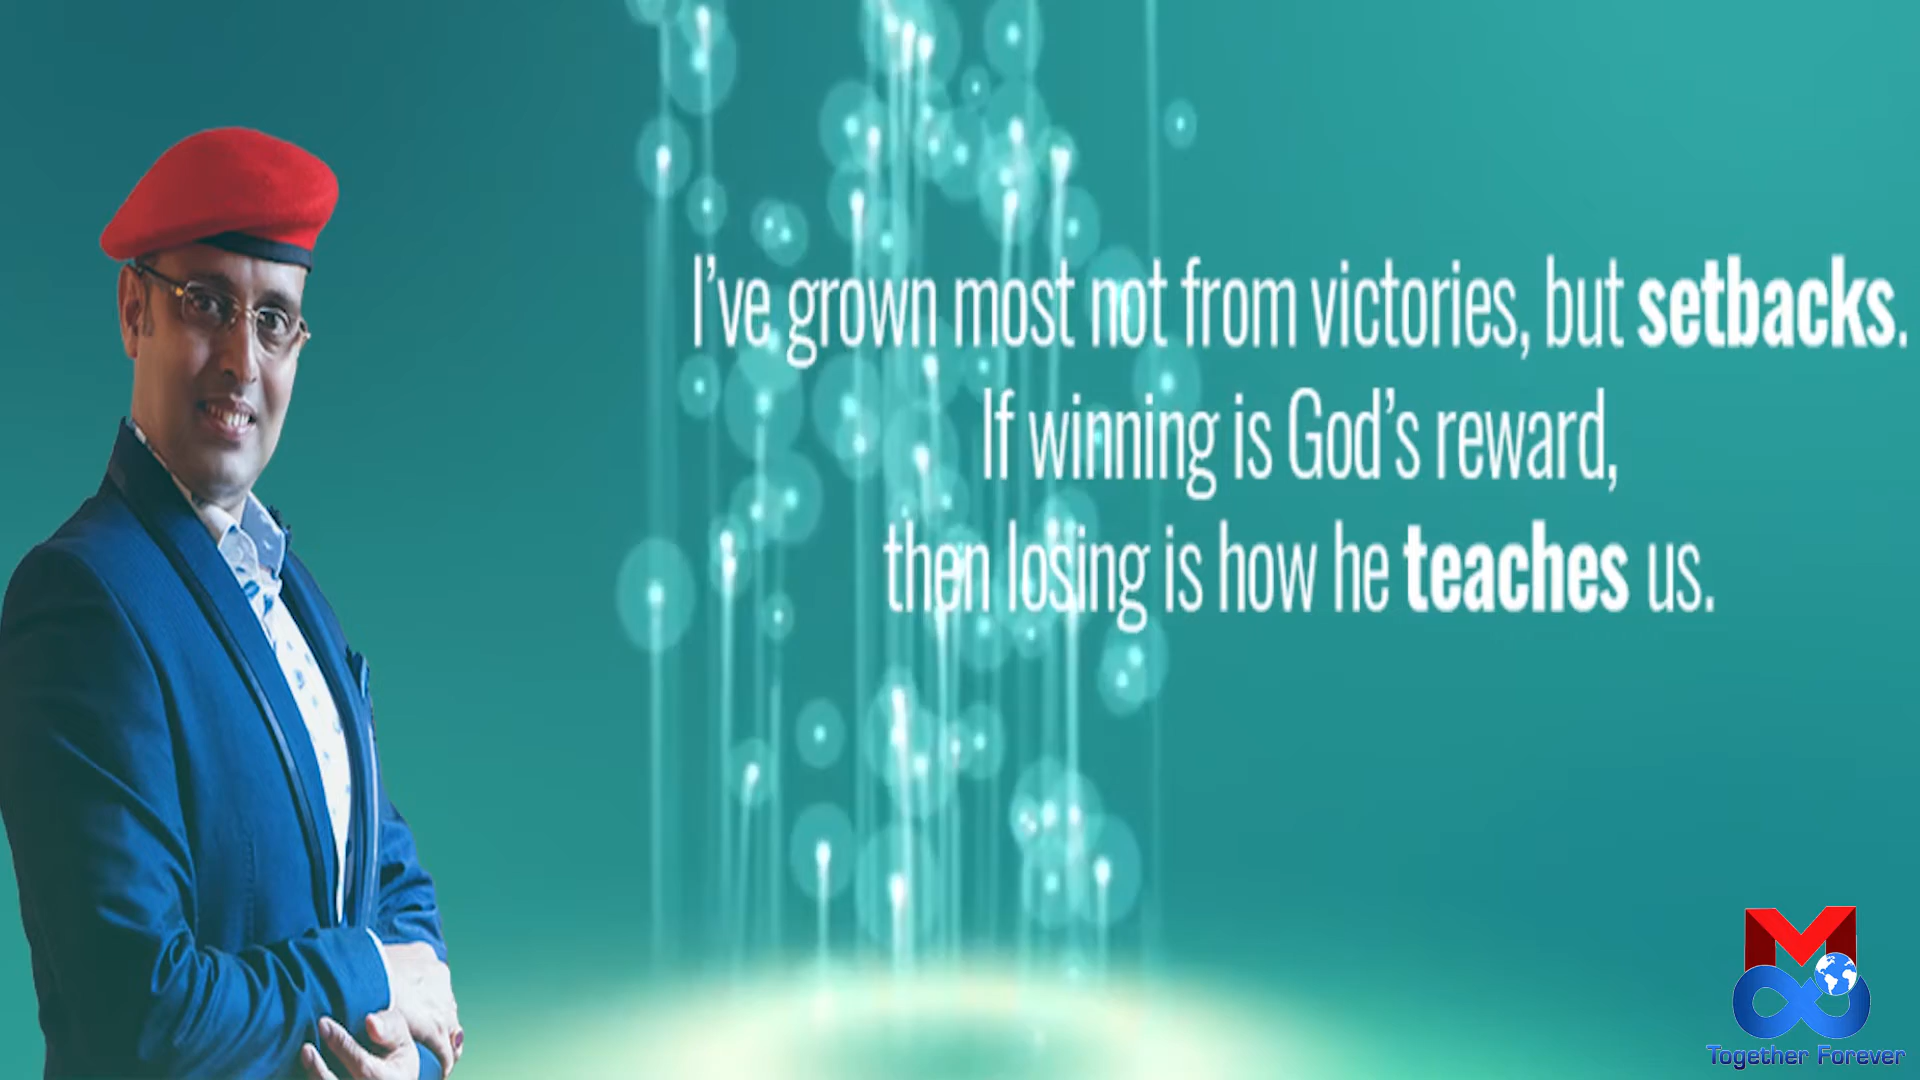 I've grown most not from victories, but setbacks.
If winning is God's reward,
then losing is how he teaches us.
M
Together Forever